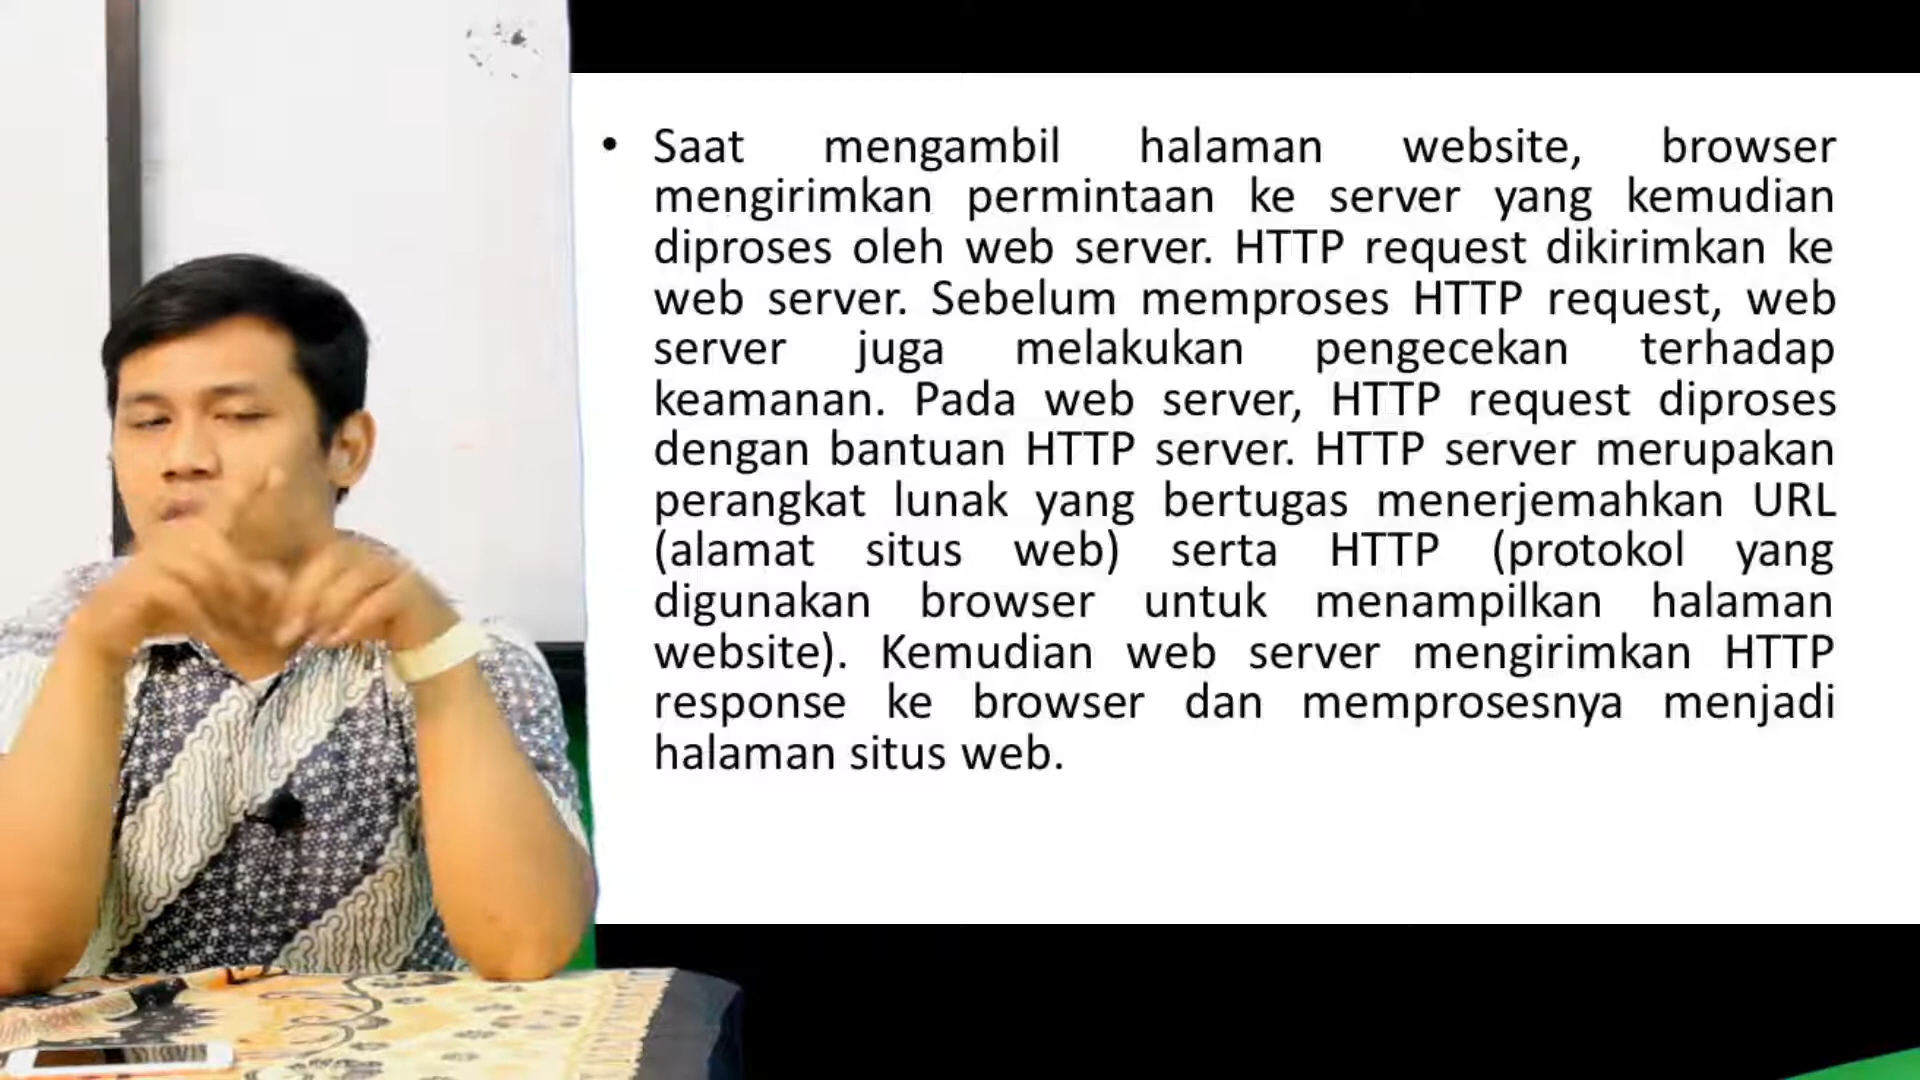 • Saat mengambil halaman website, browser
mengirimkan permintaan ke server yang kemudian
diproses oleh web server. HTTP request dikirimkan ke
web server. Sebelum memproses HTTP request, web
server juga melakukan pengecekan terhadap
keamanan. Pada web server, HTTP request diproses
dengan bantuan HTTP server. HTTP server merupakan
perangkat lunak yang bertugas menerjemahkan URL
(alamat situs web) serta HTTP (protokol yang
digunakan browser untuk menampilkan halaman
website). Kemudian web server mengirimkan HTTP
response ke browser dan memprosesnya menjadi
halaman situs web.